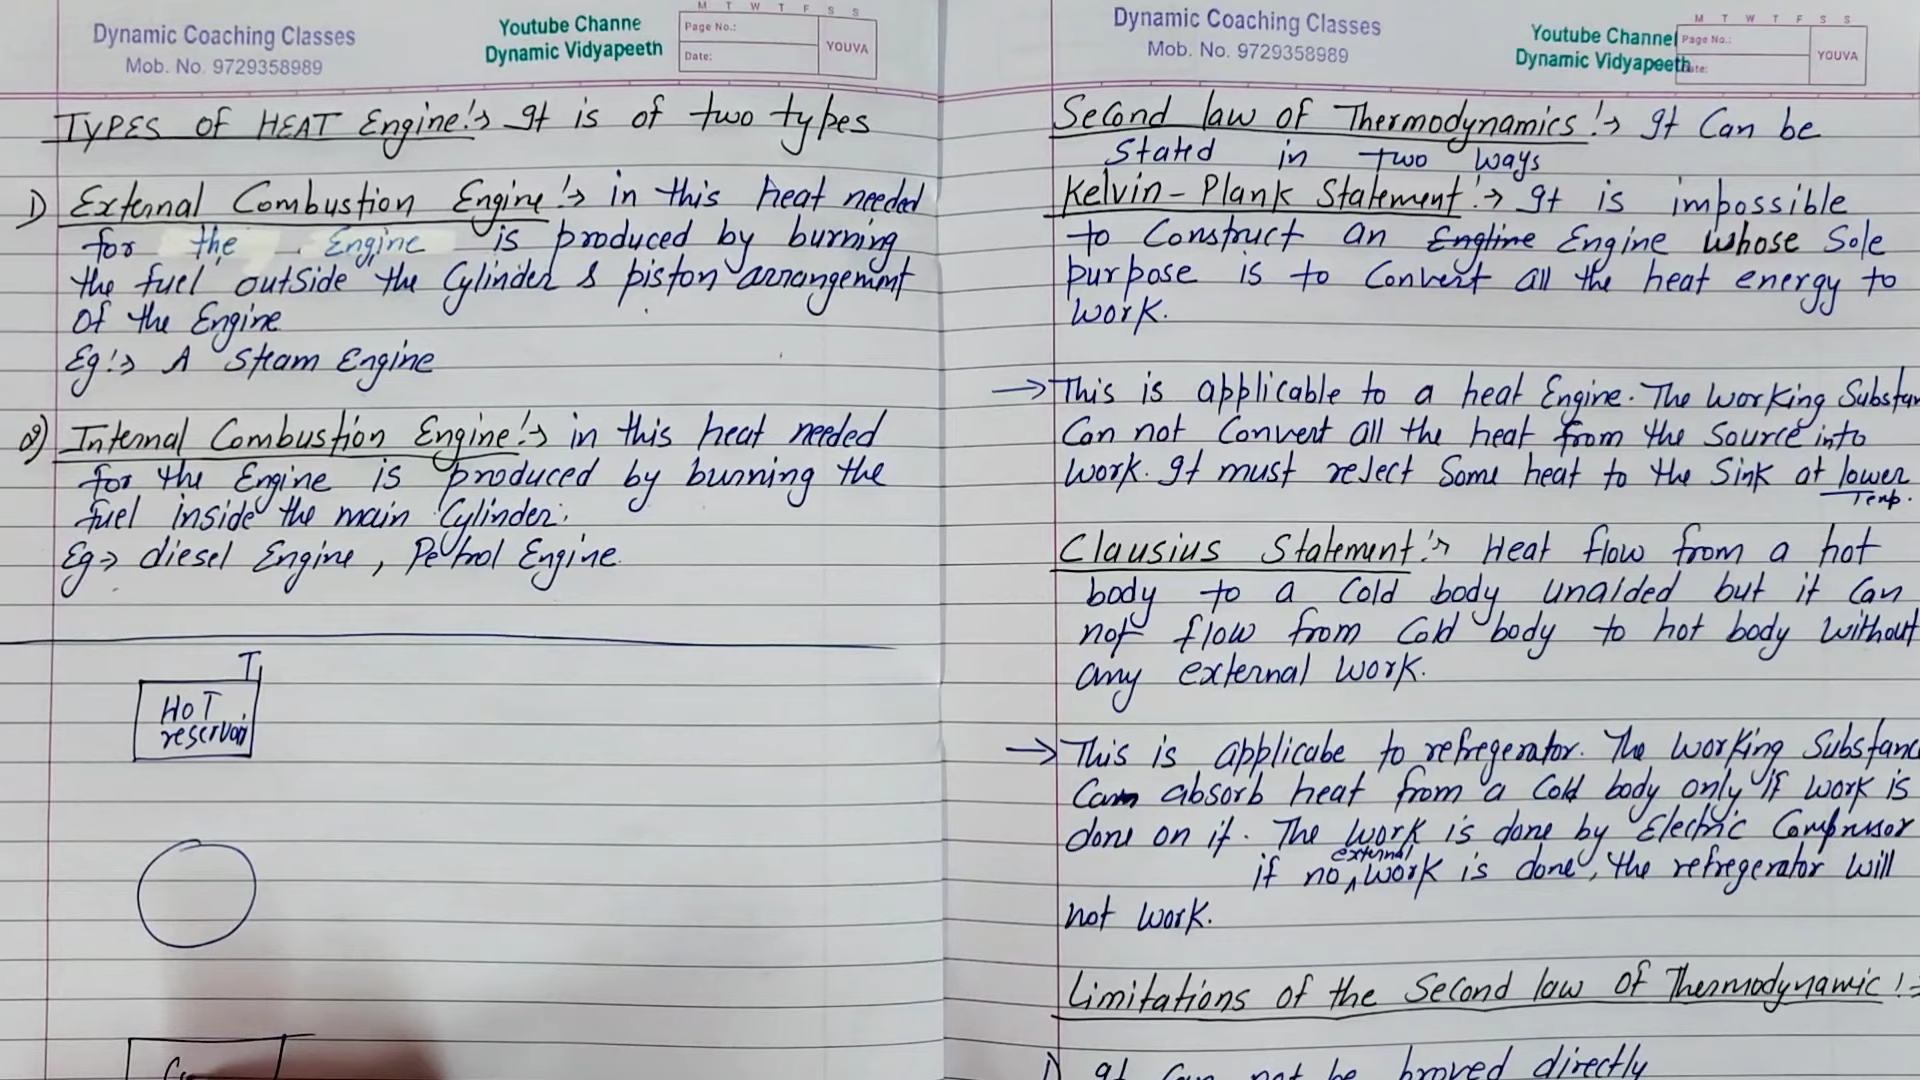 Dynamic Coaching Classes
Mob. No. 9729358989
Youtube Channe
Dynamic Vidyapeeth
M T W T F S S
Page No.:
Date:
YOUVA
TYPES OF HEAT Engine:→ It is of two types
1) External Combustion Engine:→ in this heat needed
for the Engine is produced by burning
the fuel outside the Cylinder & piston arrangement
Of the Engine
Eg:→ A Steam Engine
2) Internal Combustion Engine:→ in this heat needed
for the Engine is produced by burning the
fuel inside the main Cylinder.
Eg→ diesel Engine, Petrol Engine
T1
HOT
reservoir
Dynamic Coaching Classes
Mob. No. 9729358989
Youtube Channel
Dynamic Vidyapeeth
M T W T F S S
Page No.:
YOUVA
Second law of Thermodynamics:→ It Can be
Stated in two ways
Kelvin-Plank Statement:→ It is impossible
to Construct an Engline Engine whose Sole
purpose is to Convert all the heat energy to
work.
→ This is applicable to a heat Engine. The working Substan
Can not Convert all the heat from the Source into
work. It must reject Some heat to the Sink at lower
Temp.
Clausius Statement:→ Heat flow from a hot
body to a Cold body unaided but it Can
not flow from Cold body to hot body without
any external work.
→ This is applicabe to refregerator. The working Substanc
Can absorb heat from a Cold body only if work is
done on it. The work is done by Electric Compressor
if no external work is done, the refregerator will
not work.
Limitations of the Second law Of Thermodynamic:→
1) It Can not be proved directly